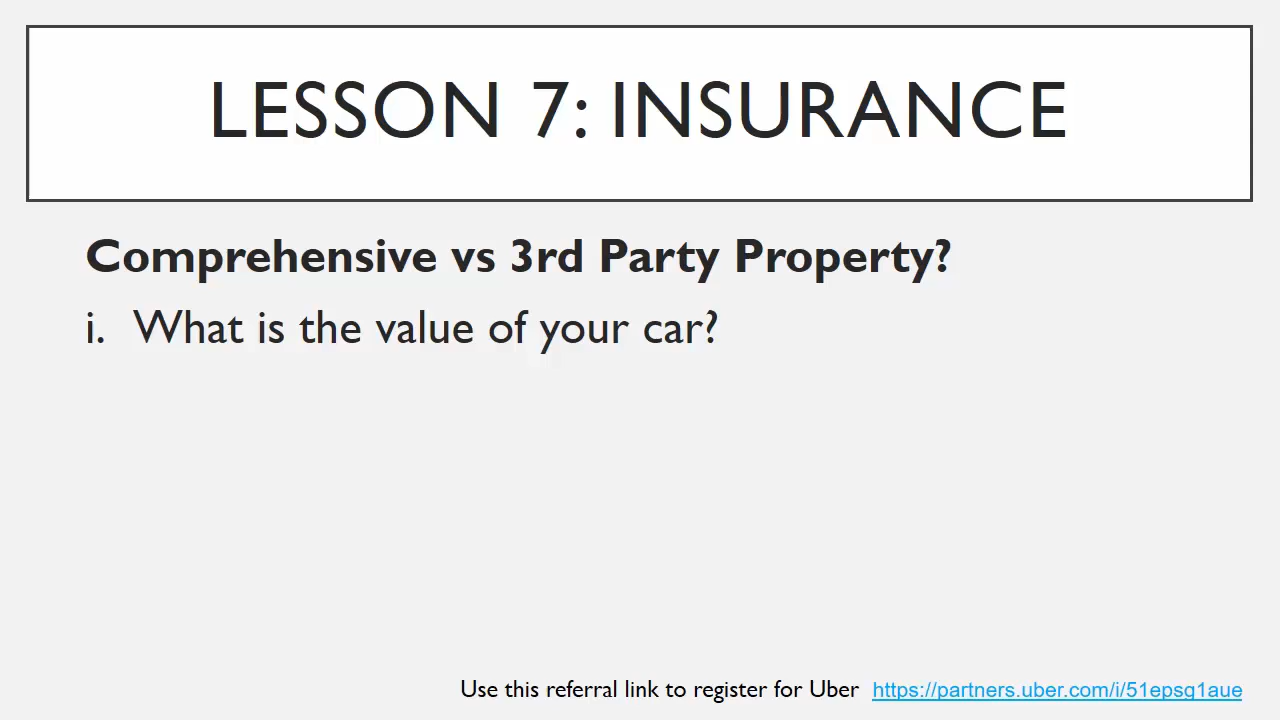 LESSON 7: INSURANCE
Comprehensive vs 3rd Party Property?
i. What is the value of your car?
Use this referral link to register for Uber https://partners.uber.com/i/51epsq1aue